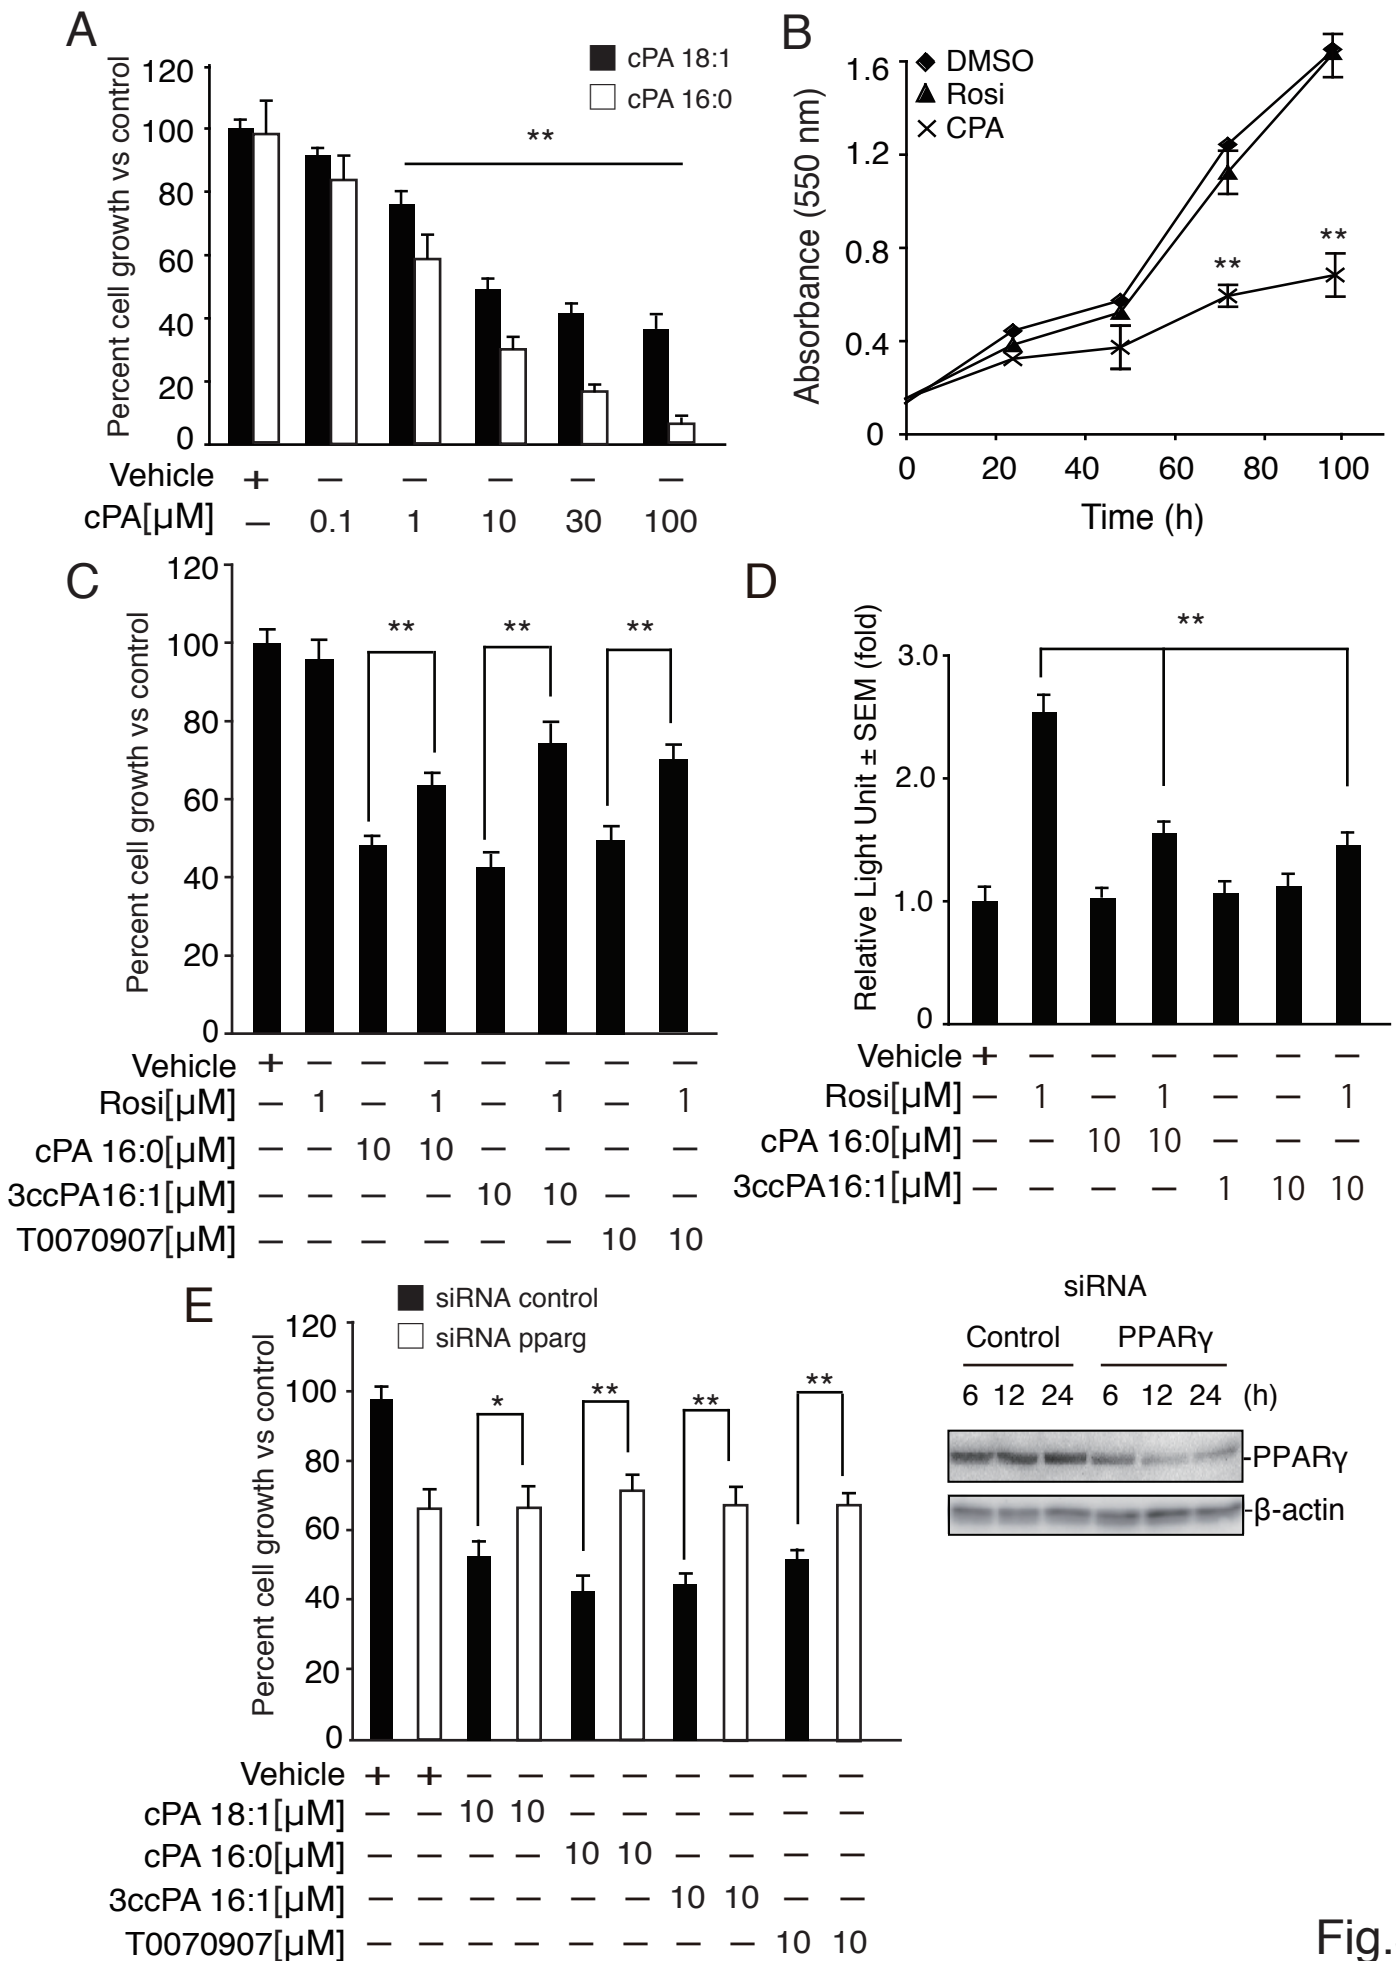 A
Percent cell growth vs control
120
100
80
60
40
20
0
cPA 18:1
cPA 16:0
**
Vehicle + – – – – –
cPA[µM] – 0.1 1 10 30 100
B
Absorbance (550 nm)
1.6
1.2
0.8
0.4
0
DMSO
Rosi
CPA
**
**
0 20 40 60 80 100
Time (h)
C
Percent cell growth vs control
120
100
80
60
40
20
0
** ** **
Vehicle + – – – – – – –
Rosi[µM] – 1 – 1 – 1 – 1
cPA 16:0[µM] – – 10 10 – – – –
3ccPA16:1[µM] – – – – 10 10 – –
T0070907[µM] – – – – – – 10 10
D
Relative Light Unit ± SEM (fold)
3.0
2.0
1.0
0
**
Vehicle + – – – – – –
Rosi[µM] – 1 – 1 – – 1
cPA 16:0[µM] – – 10 10 – – –
3ccPA16:1[µM] – – – – 1 10 10
E
Percent cell growth vs control
120
100
80
60
40
20
0
siRNA control
siRNA pparg
* ** ** **
Vehicle + + – – – – – – – –
cPA 18:1[µM] – – 10 10 – – – – – –
cPA 16:0[µM] – – – – 10 10 – – – –
3ccPA 16:1[µM] – – – – – – 10 10 – –
T0070907[µM] – – – – – – – – 10 10
siRNA
Control PPARγ
6 12 24 6 12 24 (h)
-PPARγ
-β-actin
Fig.